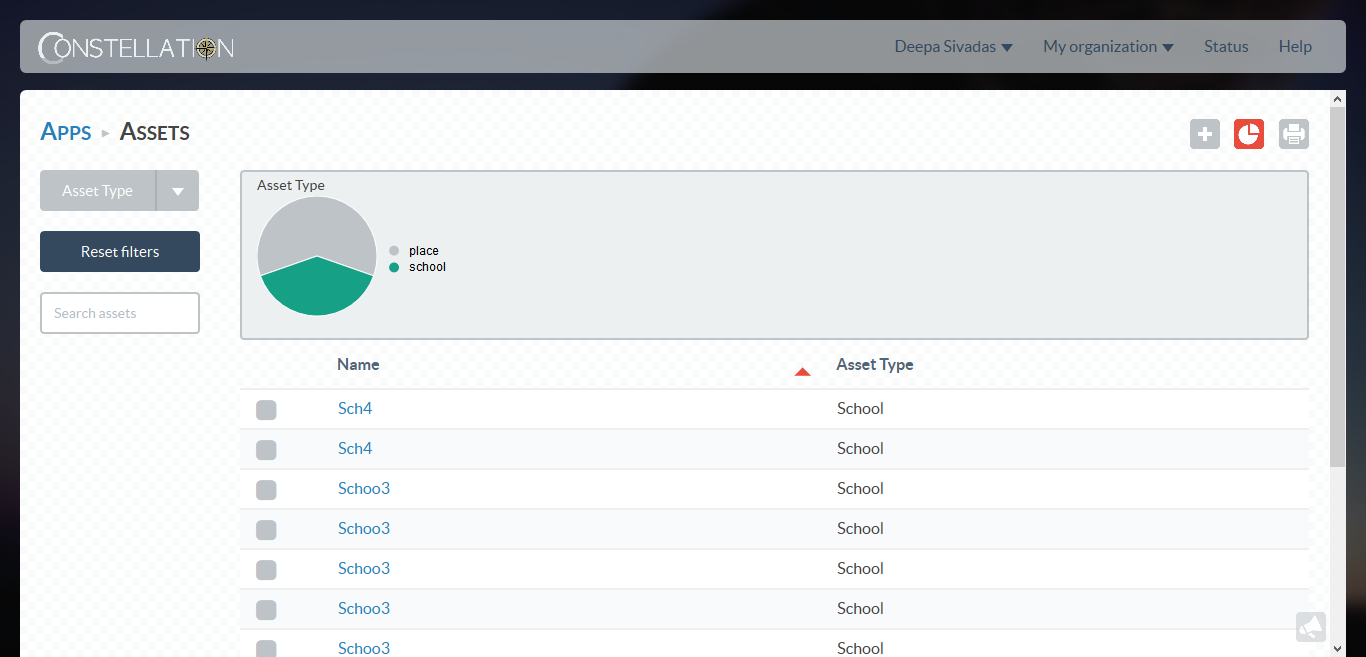 CONSTELLATION
Deepa Sivadas My organization Status Help
APPS ASSETS
Asset Type
Reset filters
Search assets
Asset Type
place
school
Name Asset Type
Sch4 School
Sch4 School
Schoo3 School
Schoo3 School
Schoo3 School
Schoo3 School
Schoo3 School